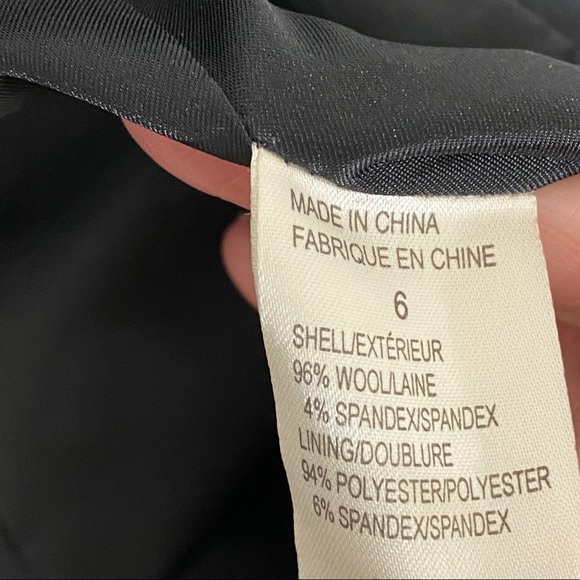 MADE IN CHINA
FABRIQUE EN CHINE
6
SHELL/EXTÉRIEUR
96% WOOL/LAINE
4% SPANDEX/SPANDEX
LINING/DOUBLURE
94% POLYESTER/POLYESTER
6% SPANDEX/SPANDEX